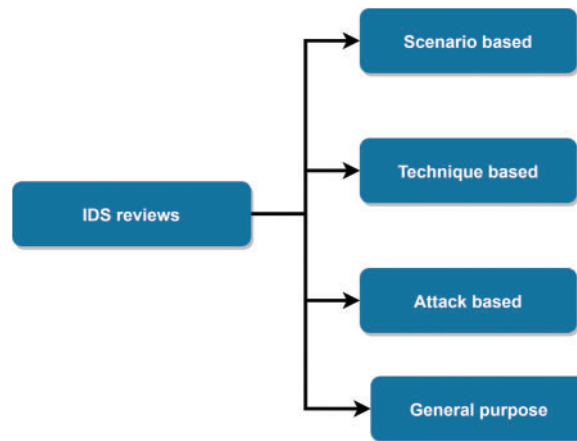 Scenario based
Technique based
IDS reviews
Attack based
General purpose